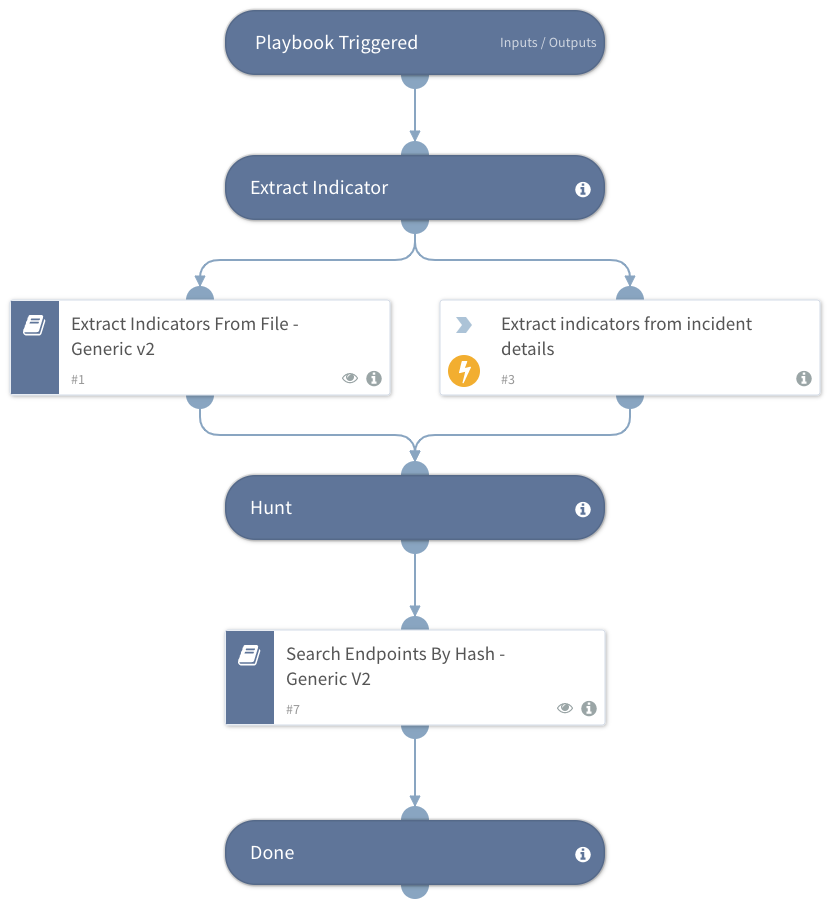 Playbook Triggered
Inputs / Outputs
Extract Indicator
Extract Indicators From File -
Generic v2
#1
Extract indicators from incident
details
#3
Hunt
Search Endpoints By Hash -
Generic V2
#7
Done